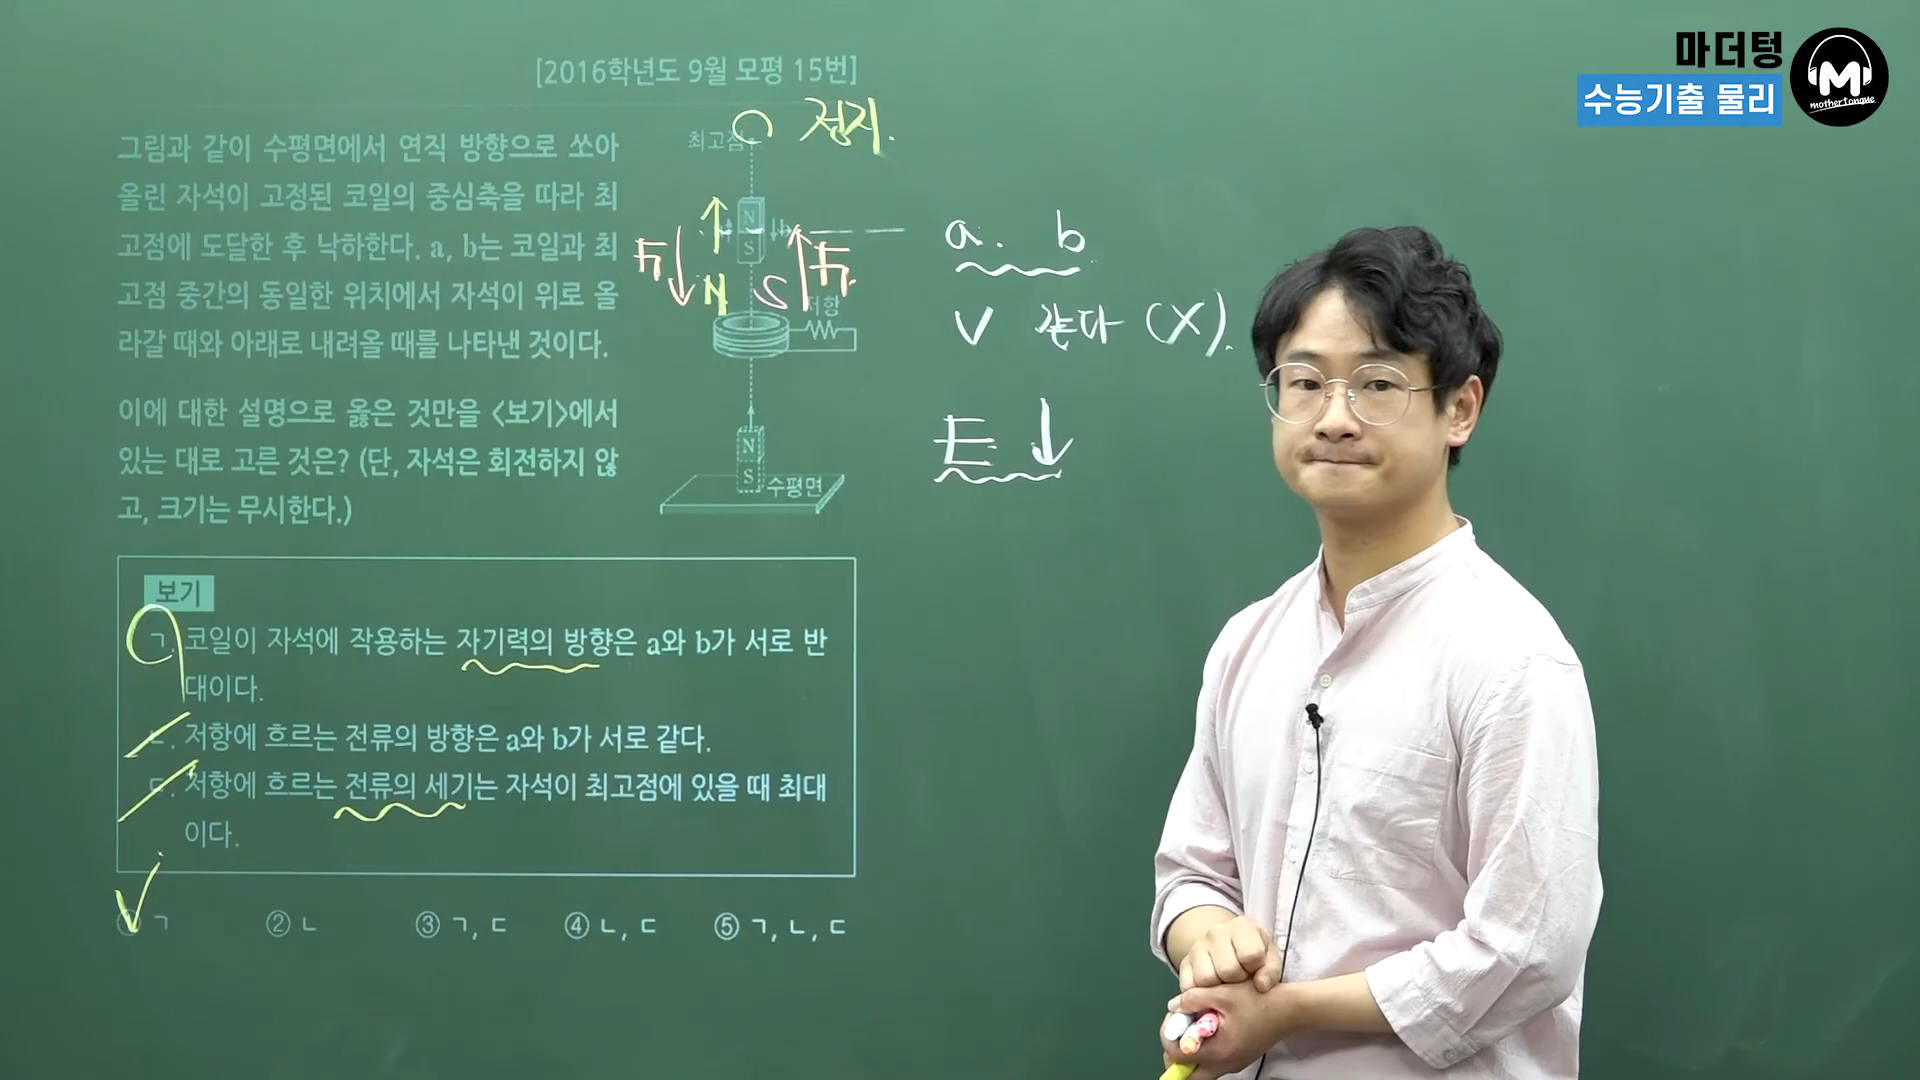 마더텅
수능기출 물리
M
mothertongue
[2016학년도 9월 모평 15번]
그림과 같이 수평면에서 연직 방향으로 쏘아
올린 자석이 고정된 코일의 중심축을 따라 최
고점에 도달한 후 낙하한다. a, b는 코일과 최
고점 중간의 동일한 위치에서 자석이 위로 올
라갈 때와 아래로 내려올 때를 나타낸 것이다.
이에 대한 설명으로 옳은 것만을 <보기>에서
있는 대로 고른 것은? (단, 자석은 회전하지 않
고, 크기는 무시한다.)
최고점
정지.
N
S
F
N
S
F
저항
N
S
수평면
a. b
v 같다 (X).
E ↓
보기
ㄱ. 코일이 자석에 작용하는 자기력의 방향은 a와 b가 서로 반
대이다.
ㄴ. 저항에 흐르는 전류의 방향은 a와 b가 서로 같다.
ㄷ. 저항에 흐르는 전류의 세기는 자석이 최고점에 있을 때 최대
이다.
① ㄱ ② ㄴ ③ ㄱ, ㄷ ④ ㄴ, ㄷ ⑤ ㄱ, ㄴ, ㄷ